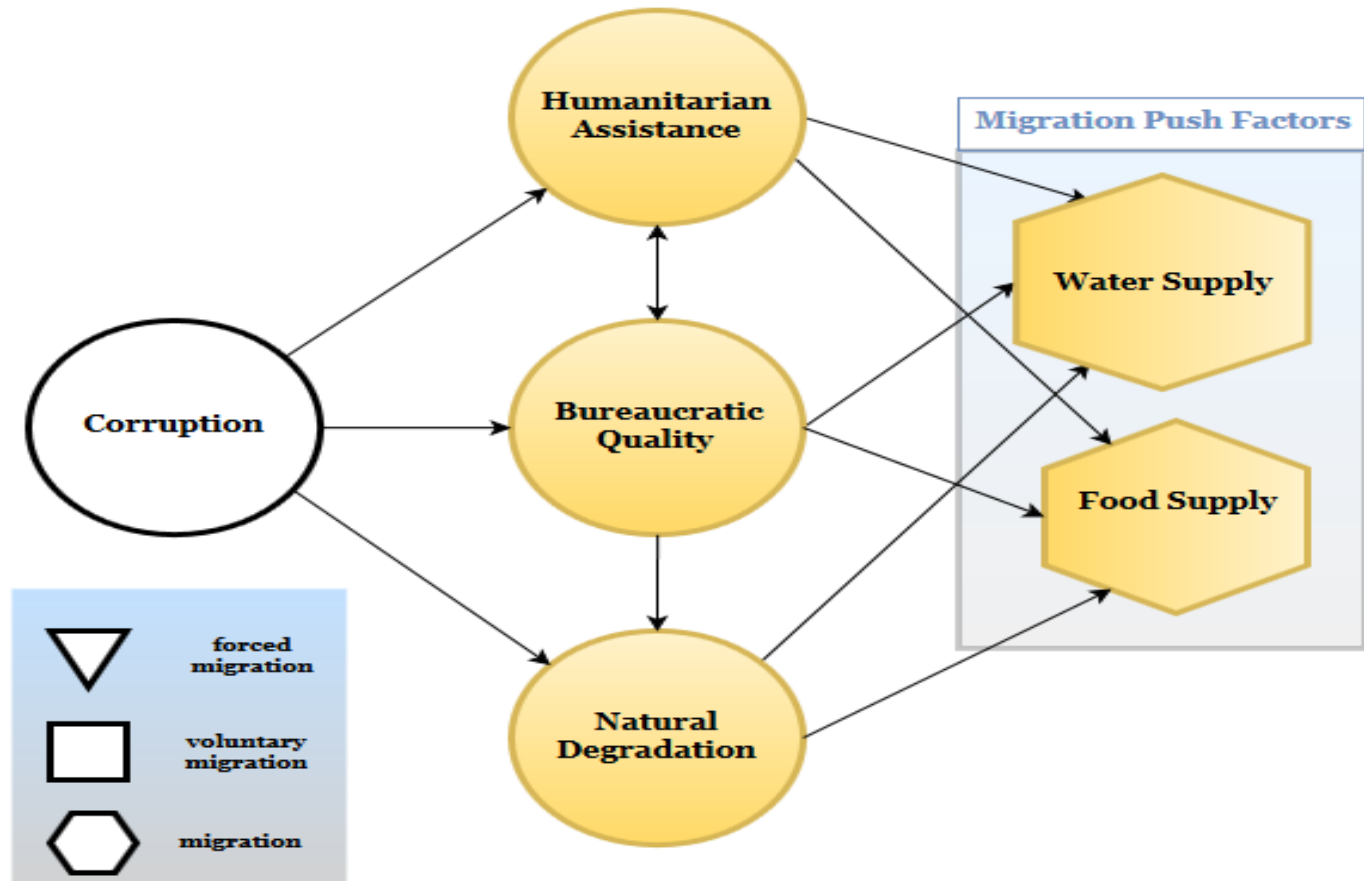 Humanitarian
Assistance
Migration Push Factors
Water Supply
Corruption
Bureaucratic
Quality
Food Supply
forced
migration
voluntary
migration
migration
Natural
Degradation